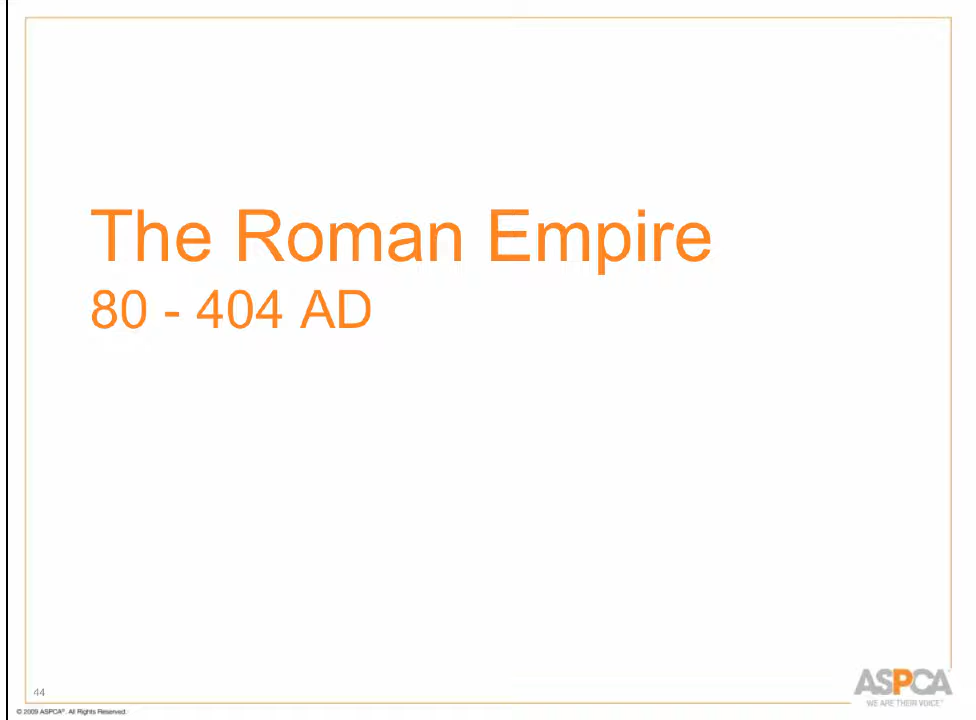 The Roman Empire
80 - 404 AD
44
ASPCA
WE ARE THEIR VOICE™
© 2009 ASPCA®. All Rights Reserved.